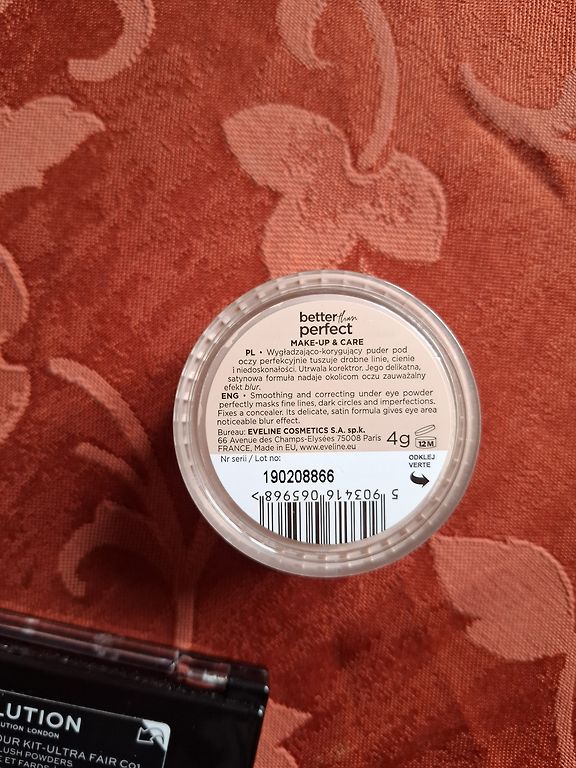 better than
perfect
MAKE-UP & CARE
PL • Wygładzająco-korygujący puder pod
oczy perfekcyjnie tuszuje drobne linie, cienie
i niedoskonałości. Utrwala korektror. Jego delikatna,
satynowa formuła nadaje okolicom oczu zauważalny
efekt blur.
ENG • Smoothing and correcting under eye powder
perfectly masks fine lines, dark circles and imperfections.
Fixes a concealer. Its delicate, satin formula gives eye area
noticeable blur effect.
Bureau: EVELINE COSMETICS S.A. sp.k.
66 Avenue des Champs-Elysées 75008 Paris
FRANCE, Made in EU, www.eveline.eu
4g
12 M
Nr serii / Lot no:
ODKLEJ
VERTE
190208866
5 903416 065968 >
LUTION
UTION LONDON
OUR KIT-ULTRA FAIR C01
LUSH POWDERS
E ET FARDS